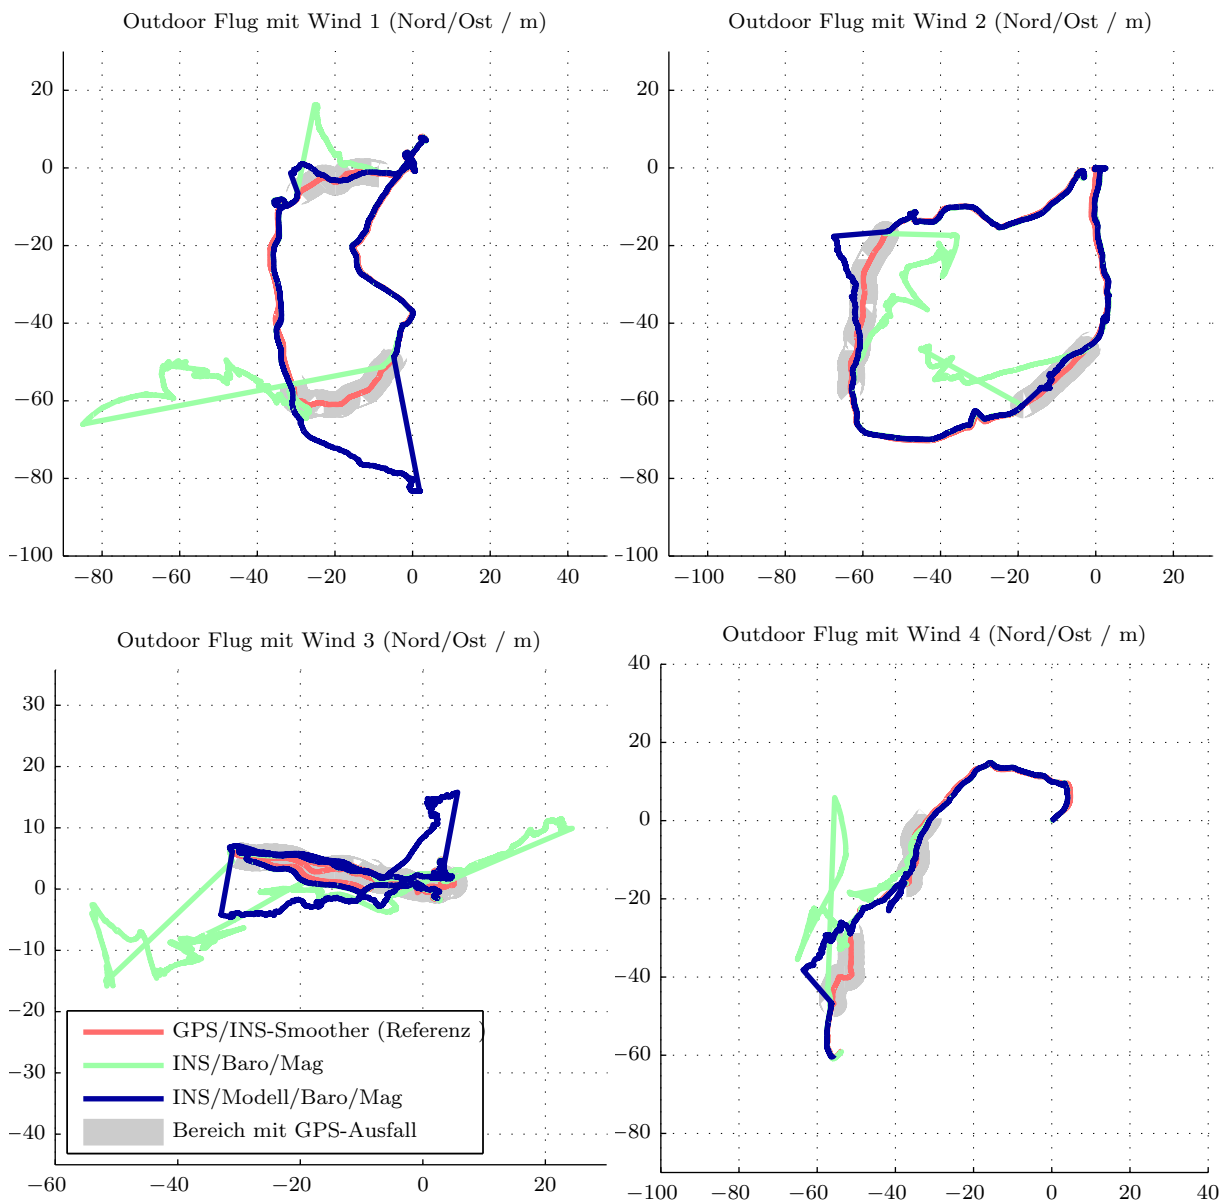 Outdoor Flug mit Wind 1 (Nord/Ost / m)
20
0
−20
−40
−60
−80
−100
−80 −60 −40 −20 0 20 40
Outdoor Flug mit Wind 2 (Nord/Ost / m)
20
0
−20
−40
−60
−80
−100
−100 −80 −60 −40 −20 0 20
Outdoor Flug mit Wind 3 (Nord/Ost / m)
30
20
10
0
−10
−20
−30
−40
−60 −40 −20 0 20
GPS/INS-Smoother (Referenz )
INS/Baro/Mag
INS/Modell/Baro/Mag
Bereich mit GPS-Ausfall
Outdoor Flug mit Wind 4 (Nord/Ost / m)
40
20
0
−20
−40
−60
−80
−100 −80 −60 −40 −20 0 20 40